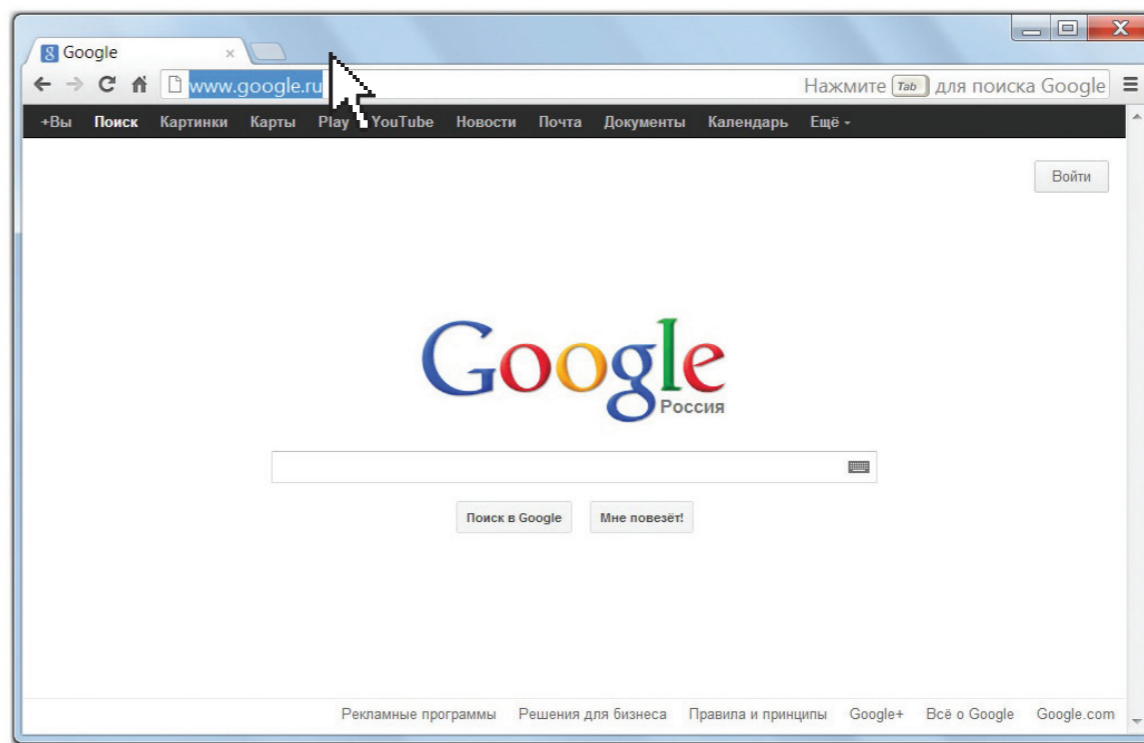 Google
www.google.ru Нажмите Tab для поиска Google
+Вы Поиск Картинки Карты Play YouTube Новости Почта Документы Календарь Ещё
Войти
Google
Россия
Поиск в Google Мне повезёт!
Рекламные программы Решения для бизнеса Правила и принципы Google+ Всё о Google Google.com